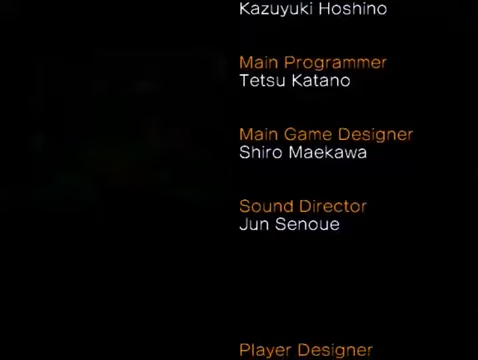 Kazuyuki Hoshino
Main Programmer
Tetsu Katano
Main Game Designer
Shiro Maekawa
Sound Director
Jun Senoue
Player Designer